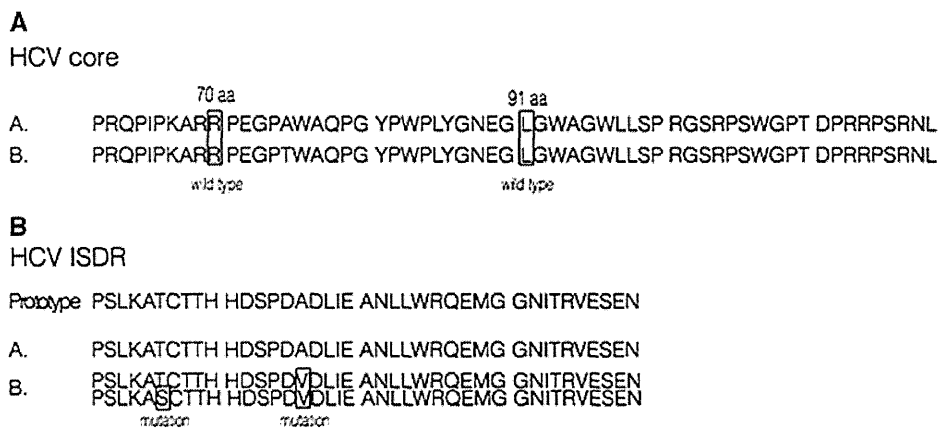 A
HCV core
70 aa 91 aa
A. PRQPIPKARR PEGPAWAQPG YPWPLYGNEG LGWAGWLLSP RGSRPSWGPT DPRRPSRNL
B. PRQPIPKARR PEGPTWAQPG YPWPLYGNEG LGWAGWLLSP RGSRPSWGPT DPRRPSRNL
wild type wild type
B
HCV ISDR
Prototype PSLKATCTTH HDSPDADLIE ANLLWRQEMG GNITRVESEN
A. PSLKATCTTH HDSPDADLIE ANLLWRQEMG GNITRVESEN
B. PSLKATCTTH HDSPDVDLIE ANLLWRQEMG GNITRVESEN
PSLKASCTTH HDSPDVDLIE ANLLWRQEMG GNITRVESEN
mutation mutation